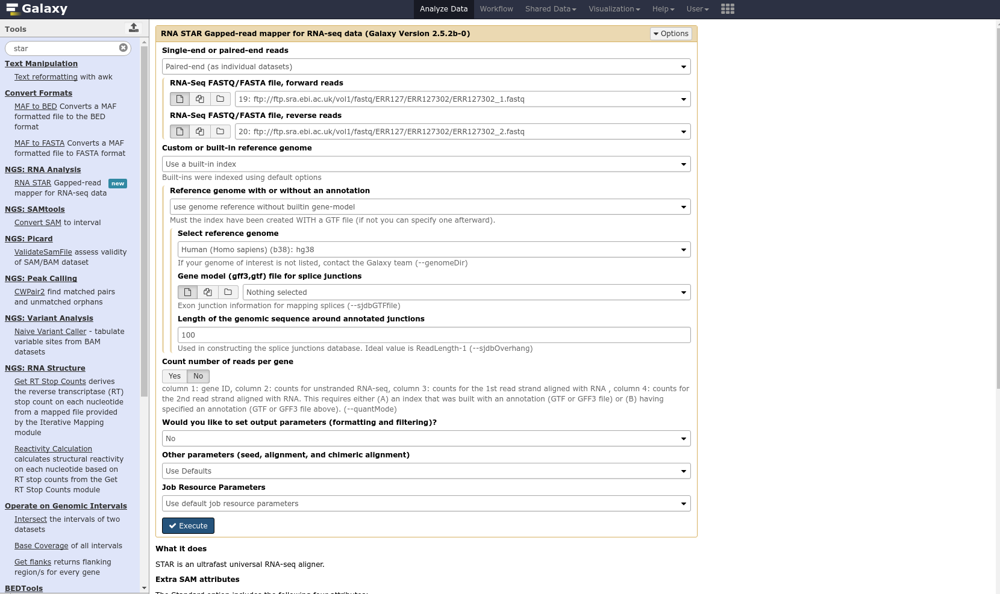 Galaxy
Analyze Data
Workflow
Shared Data
Visualization
Help
User
Tools
star
Text Manipulation
Text reformatting with awk
Convert Formats
MAF to BED Converts a MAF
formatted file to the BED
format
MAF to FASTA Converts a MAF
formatted file to FASTA format
NGS: RNA Analysis
RNA STAR Gapped-read
mapper for RNA-seq data
new
NGS: SAMtools
Convert SAM to interval
NGS: Picard
ValidateSamFile assess validity
of SAM/BAM dataset
NGS: Peak Calling
CWPair2 find matched pairs
and unmatched orphans
NGS: Variant Analysis
Naive Variant Caller - tabulate
variable sites from BAM
datasets
NGS: RNA Structure
Get RT Stop Counts derives
the reverse transcriptase (RT)
stop count on each nucleotide
from a mapped file provided
by the Iterative Mapping
module
Reactivity Calculation
calculates structural reactivity
on each nucleotide based on
RT stop counts from the Get
RT Stop Counts module
Operate on Genomic Intervals
Intersect the intervals of two
datasets
Base Coverage of all intervals
Get flanks returns flanking
region/s for every gene
BEDTools
RNA STAR Gapped-read mapper for RNA-seq data (Galaxy Version 2.5.2b-0)
Options
Single-end or paired-end reads
Paired-end (as individual datasets)
RNA-Seq FASTQ/FASTA file, forward reads
19: ftp://ftp.sra.ebi.ac.uk/vol1/fastq/ERR127/ERR127302/ERR127302_1.fastq
RNA-Seq FASTQ/FASTA file, reverse reads
20: ftp://ftp.sra.ebi.ac.uk/vol1/fastq/ERR127/ERR127302/ERR127302_2.fastq
Custom or built-in reference genome
Use a built-in index
Built-ins were indexed using default options
Reference genome with or without an annotation
use genome reference without builtin gene-model
Must the index have been created WITH a GTF file (if not you can specify one afterward).
Select reference genome
Human (Homo sapiens) (b38): hg38
If your genome of interest is not listed, contact the Galaxy team (--genomeDir)
Gene model (gff3,gtf) file for splice junctions
Nothing selected
Exon junction information for mapping splices (--sjdbGTFfile)
Length of the genomic sequence around annotated junctions
100
Used in constructing the splice junctions database. Ideal value is ReadLength-1 (--sjdbOverhang)
Count number of reads per gene
Yes No
column 1: gene ID, column 2: counts for unstranded RNA-seq, column 3: counts for the 1st read strand aligned with RNA , column 4: counts for
the 2nd read strand aligned with RNA. This requires either (A) an index that was built with an annotation (GTF or GFF3 file) or (B) having
specified an annotation (GTF or GFF3 file above). (--quantMode)
Would you like to set output parameters (formatting and filtering)?
No
Other parameters (seed, alignment, and chimeric alignment)
Use Defaults
Job Resource Parameters
Use default job resource parameters
Execute
What it does
STAR is an ultrafast universal RNA-seq aligner.
Extra SAM attributes
The Standard option includes the following four attributes: